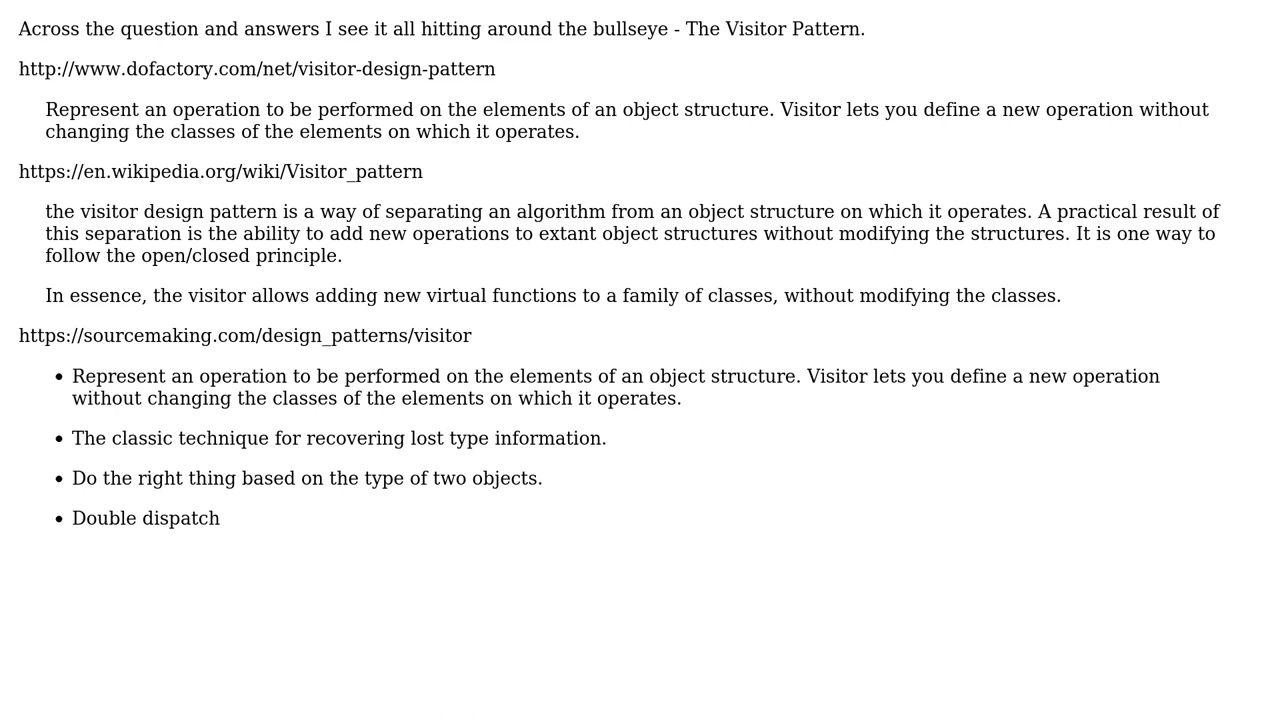 Across the question and answers I see it all hitting around the bullseye - The Visitor Pattern.
http://www.dofactory.com/net/visitor-design-pattern
Represent an operation to be performed on the elements of an object structure. Visitor lets you define a new operation without
changing the classes of the elements on which it operates.
https://en.wikipedia.org/wiki/Visitor_pattern
the visitor design pattern is a way of separating an algorithm from an object structure on which it operates. A practical result of
this separation is the ability to add new operations to extant object structures without modifying the structures. It is one way to
follow the open/closed principle.
In essence, the visitor allows adding new virtual functions to a family of classes, without modifying the classes.
https://sourcemaking.com/design_patterns/visitor
• Represent an operation to be performed on the elements of an object structure. Visitor lets you define a new operation
without changing the classes of the elements on which it operates.
• The classic technique for recovering lost type information.
• Do the right thing based on the type of two objects.
• Double dispatch